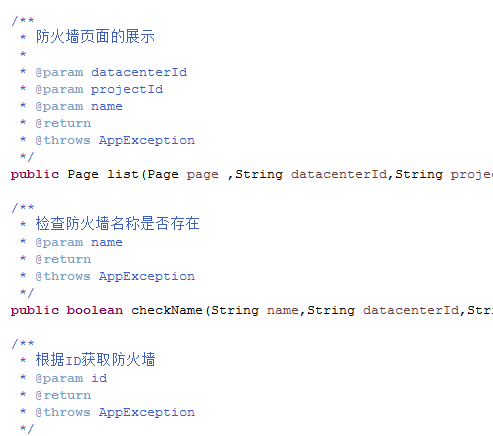 /**
 * 防火墙页面的展示
 *
 * @param datacenterId
 * @param projectId
 * @param name
 * @return
 * @throws AppException
 */
public Page list(Page page ,String datacenterId,String projec
/**
 * 检查防火墙名称是否存在
 * @param name
 * @return
 * @throws AppException
 */
public boolean checkName(String name,String datacenterId,Str
/**
 * 根据ID获取防火墙
 * @param id
 * @return
 * @throws AppException
 */